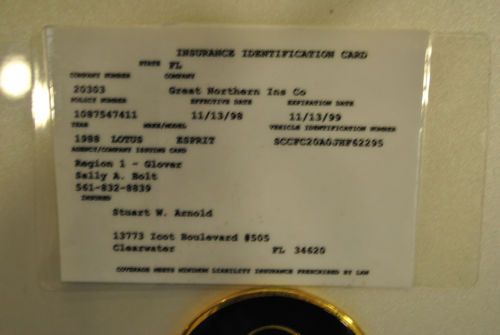 INSURANCE IDENTIFICATION CARD
STATE FL
COMPANY NUMBER COMPANY
20303 Great Northern Ins Co
POLICY NUMBER EFFECTIVE DATE EXPIRATION DATE
1087547411 11/13/98 11/13/99
YEAR MAKE/MODEL VEHICLE IDENTIFICATION NUMBER
1988 LOTUS ESPRIT SCCFC20A0JHF62295
AGENCY/COMPANY ISSUING CARD
Region 1 - Glover
Sally A. Bolt
561-832-8839
INSURED
Stuart W. Arnold
13773 Icot Boulevard #505
Clearwater FL 34620
COVERAGE MEETS MINIMUM LIABILITY INSURANCE PRESCRIBED BY LAW